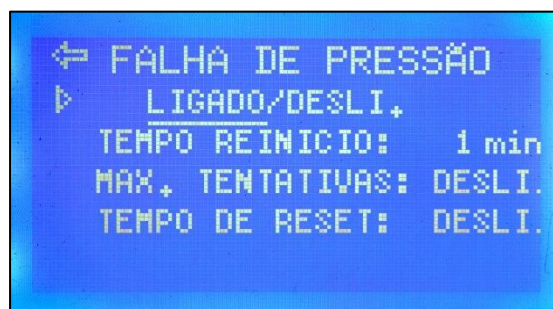 FALHA DE PRESSÃO
LIGADO/DESLI.
TEMPO REINICIO: 1 min
MAX. TENTATIVAS: DESLI.
TEMPO DE RESET: DESLI.